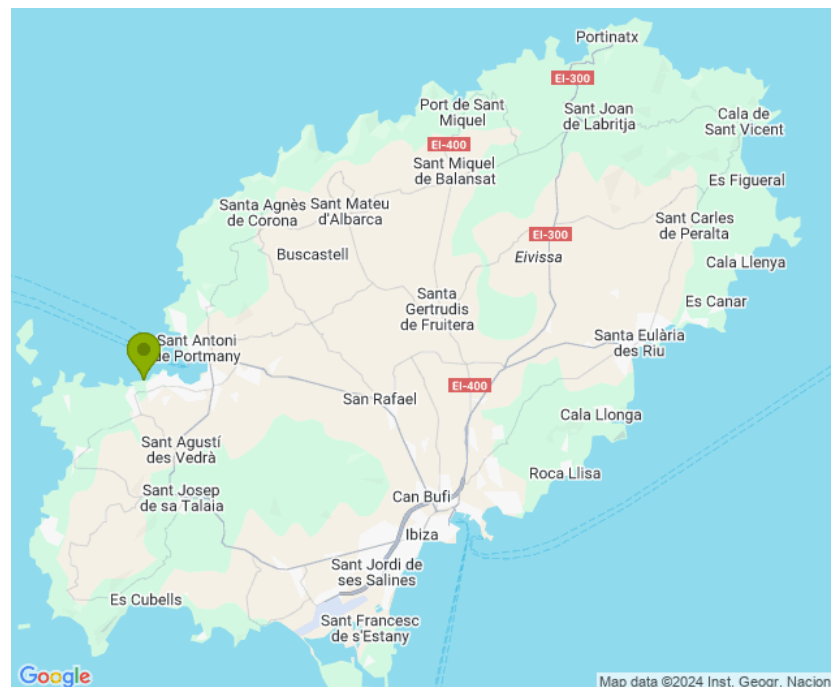 Portinatx
EI-300
Port de Sant
Miquel
Sant Joan
de Labritja
Cala de
Sant Vicent
EI-400
Sant Miquel
de Balansat
Es Figueral
Santa Agnès
de Corona
Sant Mateu
d'Albarca
Sant Carles
de Peralta
EI-300
Buscastell
Eivissa
Cala Llenya
Santa
Gertrudis
de Fruitera
Es Canar
Sant Antoni
de Portmany
Santa Eulària
des Riu
EI-400
San Rafael
Cala Llonga
Sant Agustí
des Vedrà
Roca Llisa
Sant Josep
de sa Talaia
Can Bufi
Ibiza
Sant Jordi de
ses Salines
Es Cubells
Sant Francesc
de s'Estany
Google
Map data ©2024 Inst. Geogr. Nacion